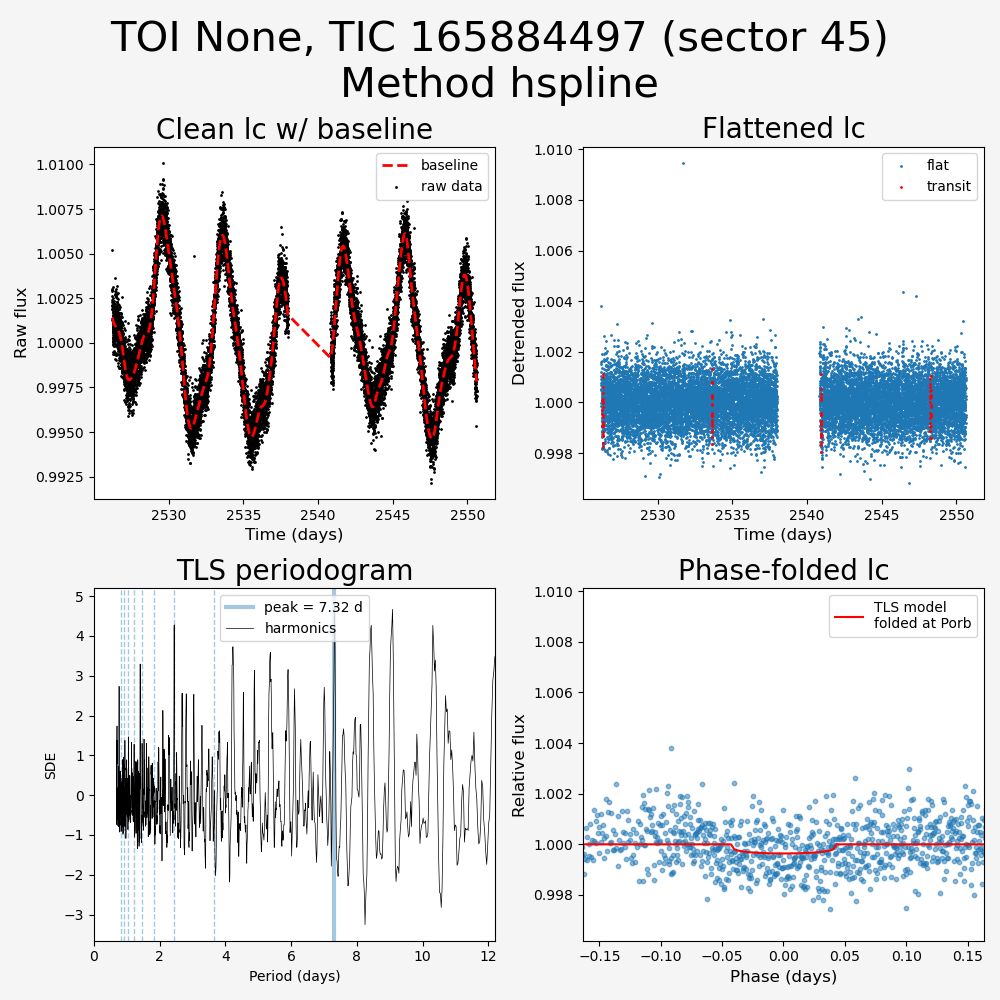 TOI None, TIC 165884497 (sector 45)
Method hspline
Clean lc w/ baseline
1.0100
1.0075
1.0050
1.0025
1.0000
0.9975
0.9950
0.9925
Raw flux
baseline
raw data
2530
2535
2540
2545
2550
Time (days)
Flattened lc
1.010
1.008
1.006
1.004
1.002
1.000
0.998
Detrended flux
flat
transit
2530
2535
2540
2545
2550
Time (days)
TLS periodogram
5
4
3
2
1
0
−1
−2
−3
SDE
peak = 7.32 d
harmonics
0
2
4
6
8
10
12
Period (days)
Phase-folded lc
1.010
1.008
1.006
1.004
1.002
1.000
0.998
Relative flux
TLS model
folded at Porb
−0.15
−0.10
−0.05
0.00
0.05
0.10
0.15
Phase (days)